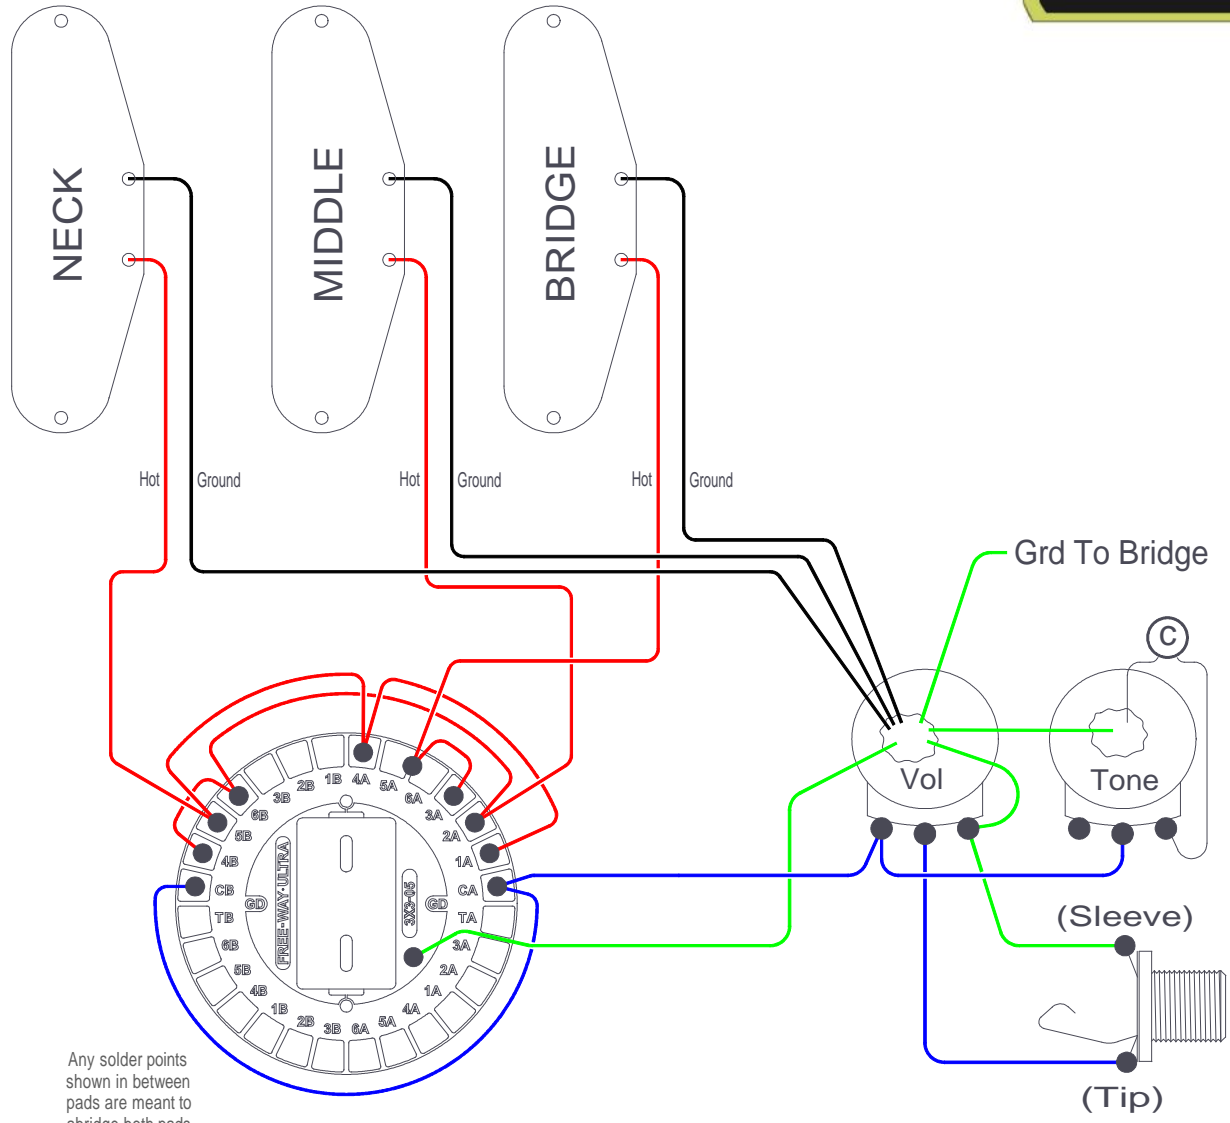 NECK
MIDDLE
BRIDGE
Hot
Ground
Hot
Ground
Hot
Ground
Grd To Bridge
C
Vol
Tone
1B
4A
2B
5A
3B
6A
6B
3A
5B
2A
4B
1A
CB
CA
GD
FREE-WAY-ULTRA
3X3-05
GD
TB
TA
6B
3A
5B
2A
4B
1A
1B
4A
2B
5A
3B
6A
(Sleeve)
(Tip)
Any solder points
shown in between
pads are meant to